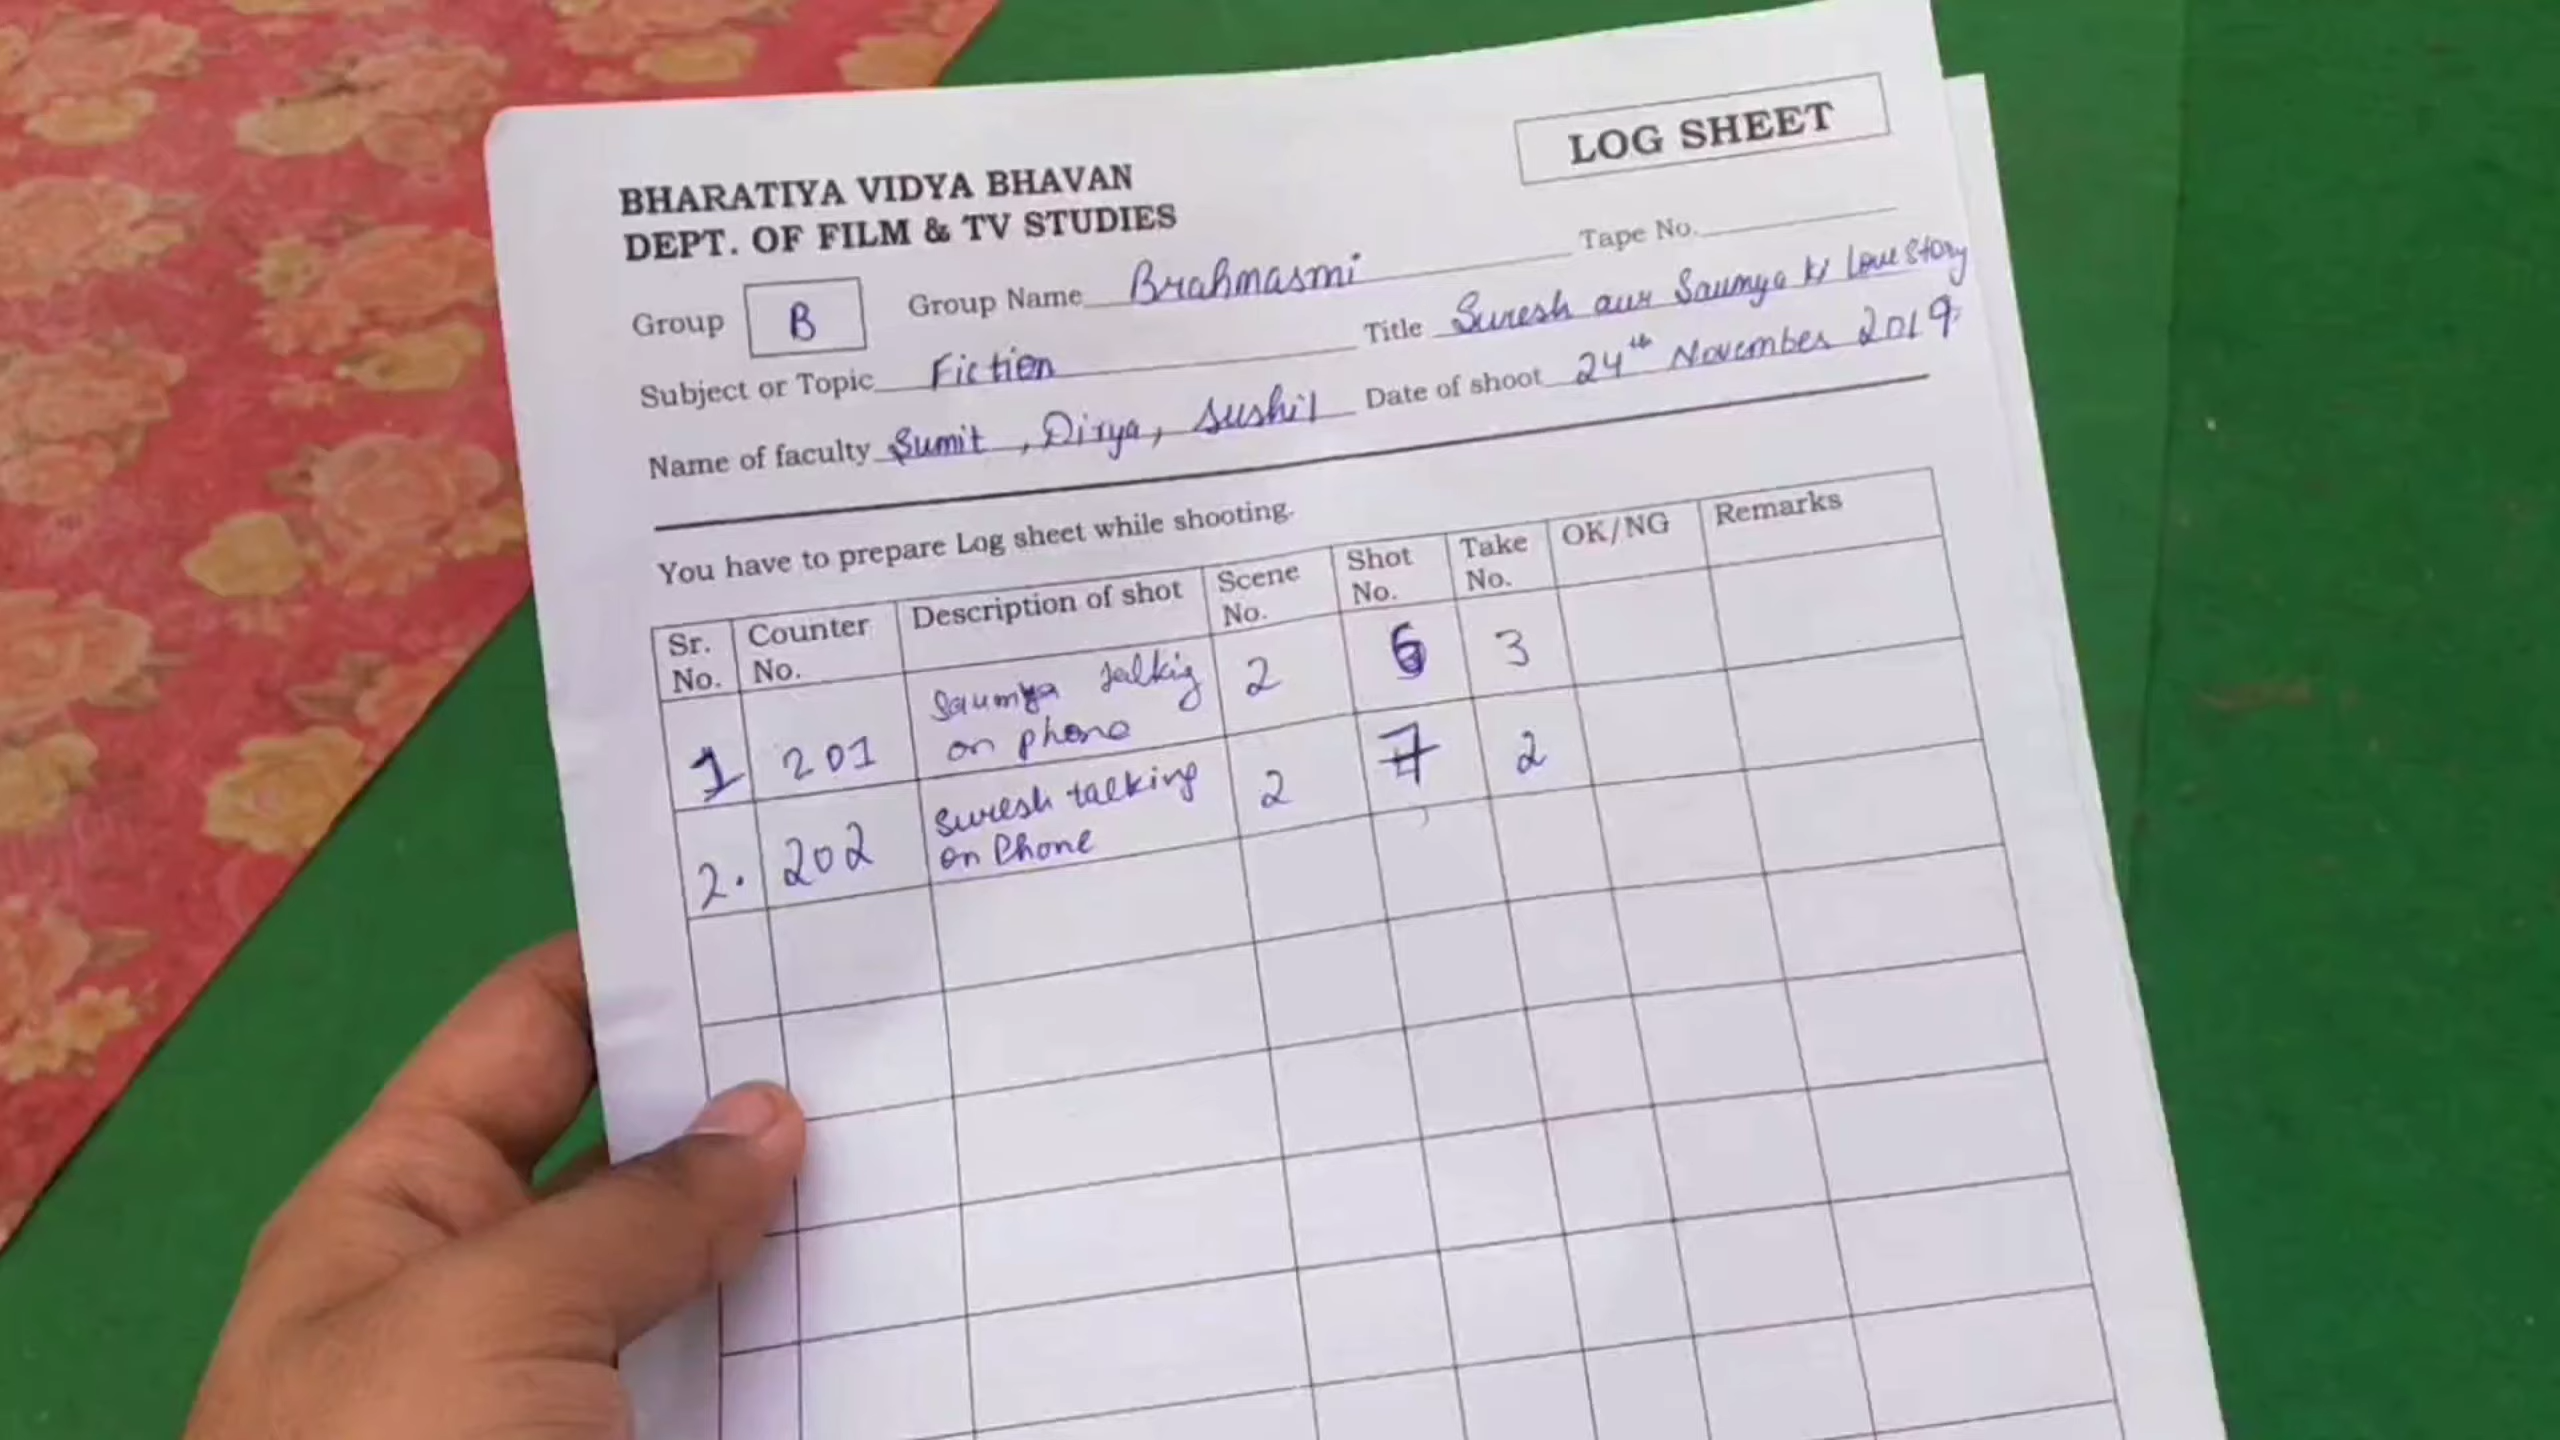 LOG SHEET
BHARATIYA VIDYA BHAVAN
DEPT. OF FILM & TV STUDIES
Tape No.
Group B Group Name Brahmasmi
Subject or Topic Fiction Title Suresh aur Saumya ki Love Story
Name of faculty Sumit, Divya, Sushil Date of shoot 24th November 2019
You have to prepare Log sheet while shooting.
Sr. No. Counter No. Description of shot Scene No. Shot No. Take No. OK/NG Remarks
1 201 Saumya talkig on phone 2 6 3
2. 202 Suresh talking on Phone 2 7 2